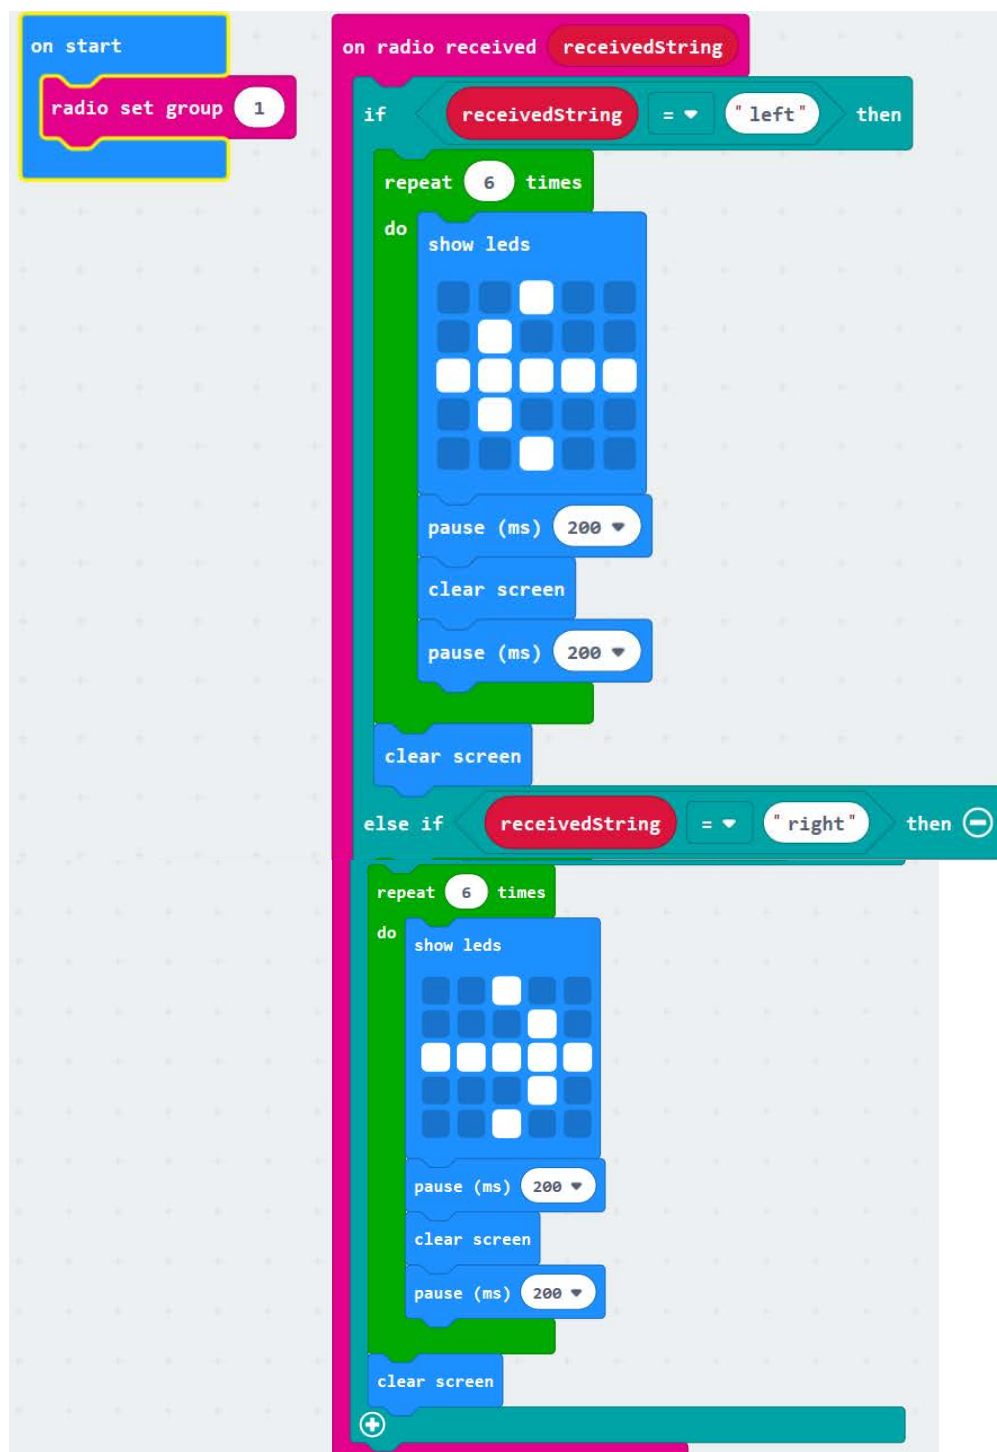 on start
radio set group 1
on radio received receivedString
if receivedString = "left" then
repeat 6 times
do
show leds
pause (ms) 200
clear screen
pause (ms) 200
clear screen
else if receivedString = "right" then
repeat 6 times
do
show leds
pause (ms) 200
clear screen
pause (ms) 200
clear screen